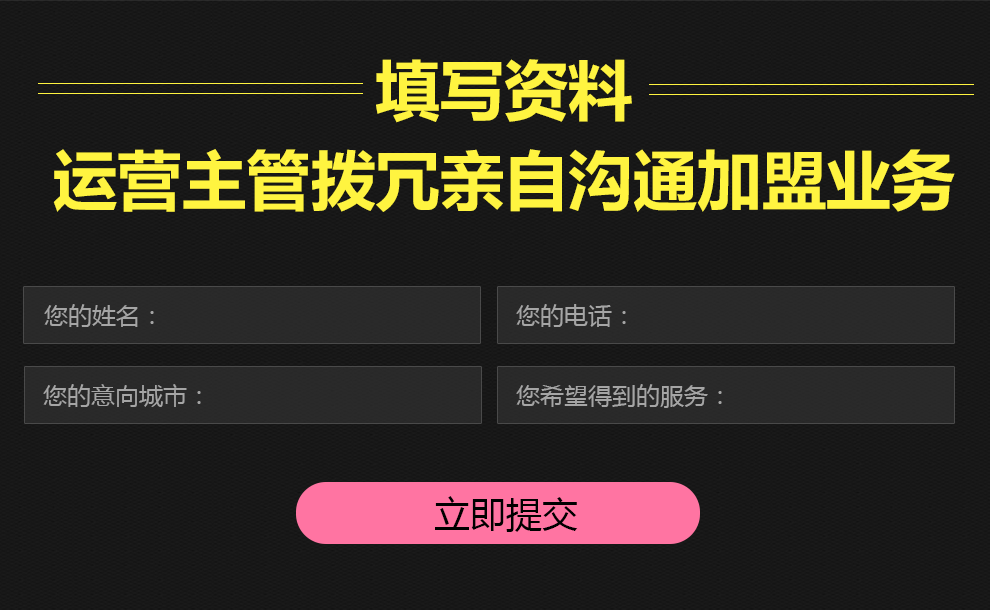 填写资料
运营主管拨冗亲自沟通加盟业务
您的姓名：
您的电话：
您的意向城市：
您希望得到的服务：
立即提交